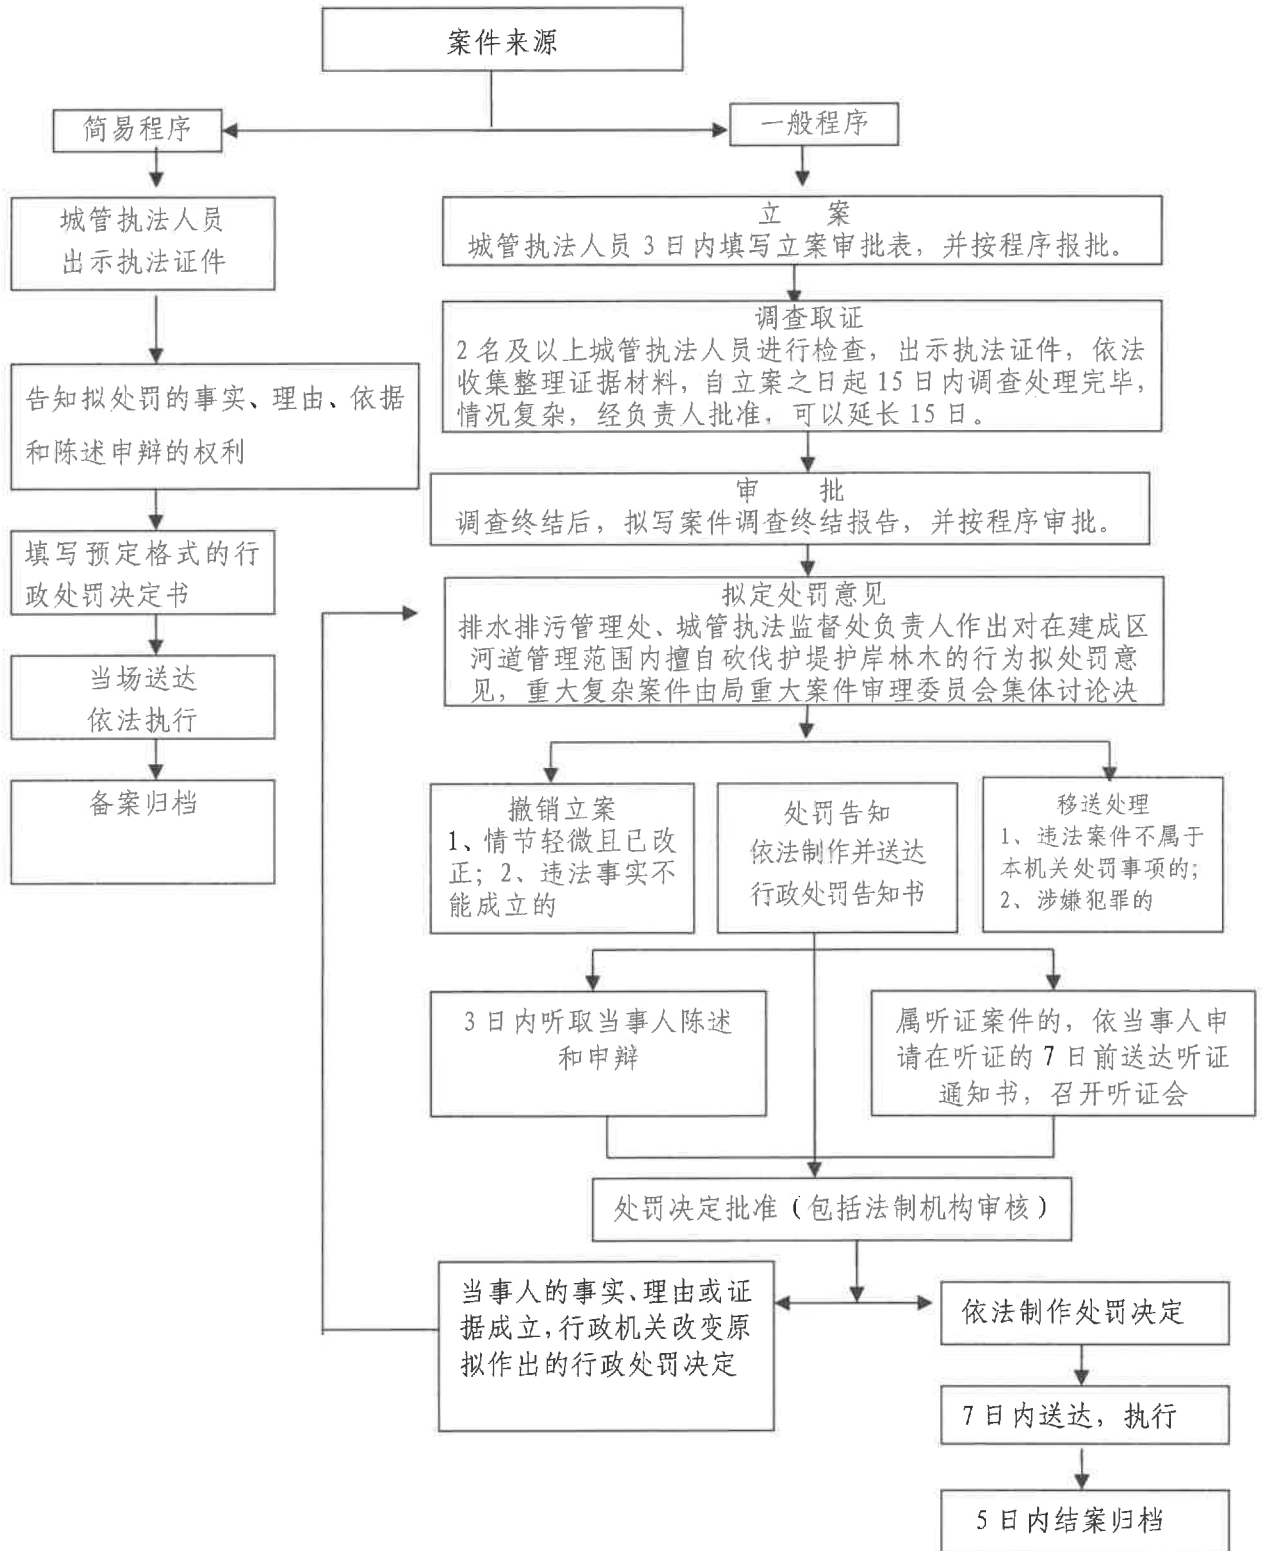 案件来源
简易程序
一般程序
城管执法人员
出示执法证件
告知拟处罚的事实、理由、依据
和陈述申辩的权利
填写预定格式的行
政处罚决定书
当场送达
依法执行
备案归档
立 案
城管执法人员3日内填写立案审批表，并按程序报批。
调查取证
2名及以上城管执法人员进行检查，出示执法证件，依法
收集整理证据材料，自立案之日起15日内调查处理完毕，
情况复杂，经负责人批准，可以延长15日。
审 批
调查终结后，拟写案件调查终结报告，并按程序审批。
拟定处罚意见
排水排污管理处、城管执法监督处负责人作出对在建成区
河道管理范围内擅自砍伐护堤护岸林木的行为拟处罚意
见，重大复杂案件由局重大案件审理委员会集体讨论决
撤销立案
1、情节轻微且已改
正；2、违法事实不
能成立的
处罚告知
依法制作并送达
行政处罚告知书
移送处理
1、违法案件不属于
本机关处罚事项的；
2、涉嫌犯罪的
3日内听取当事人陈述
和申辩
属听证案件的，依当事人申
请在听证的7日前送达听证
通知书，召开听证会
处罚决定批准（包括法制机构审核）
当事人的事实、理由或证
据成立，行政机关改变原
拟作出的行政处罚决定
依法制作处罚决定
7日内送达，执行
5日内结案归档